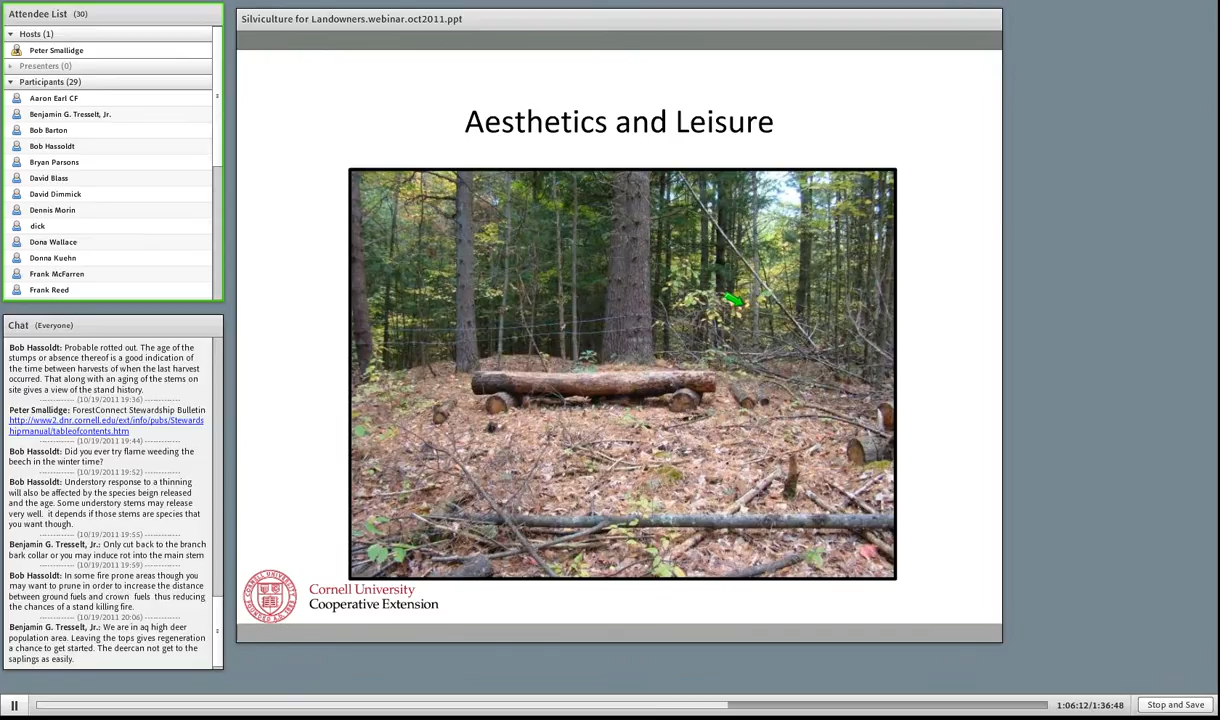 Attendee List (30)
Hosts (1)
Peter Smallidge
Presenters (0)
Participants (29)
Aaron Earl CF
Benjamin G. Tresselt, Jr.
Bob Barton
Bob Hassoldt
Bryan Parsons
David Blass
David Dimmick
Dennis Morin
dick
Dona Wallace
Donna Kuehn
Frank McFarren
Frank Reed
Chat (Everyone)
Bob Hassoldt: Probable rotted out. The age of the
stumps or absence thereof is a good indication of
the time between harvests of when the last harvest
occurred. That along with an aging of the stems on
site gives a view of the stand history.
------------ (10/19/2011 19:36) ------------
Peter Smallidge: ForestConnect Stewardship Bulletin
http://www2.dnr.cornell.edu/ext/info/pubs/Stewards
hipmanual/tableofcontents.htm
------------ (10/19/2011 19:44) ------------
Bob Hassoldt: Did you ever try flame weeding the
beech in the winter time?
------------ (10/19/2011 19:52) ------------
Bob Hassoldt: Understory response to a thinning
will also be affected by the species beign released
and the age. Some understory stems may release
very well. it depends if those stems are species that
you want though.
------------ (10/19/2011 19:55) ------------
Benjamin G. Tresselt, Jr.: Only cut back to the branch
bark collar or you may induce rot into the main stem
------------ (10/19/2011 19:59) ------------
Bob Hassoldt: In some fire prone areas though you
may want to prune in order to increase the distance
between ground fuels and crown fuels thus reducing
the chances of a stand killing fire.
------------ (10/19/2011 20:06) ------------
Benjamin G. Tresselt, Jr.: We are in aq high deer
population area. Leaving the tops gives regeneration
a chance to get started. The deercan not get to the
saplings as easily.
Silviculture for Landowners.webinar.oct2011.ppt
Aesthetics and Leisure
Cornell University
Cooperative Extension
1:06:12/1:36:48
Stop and Save